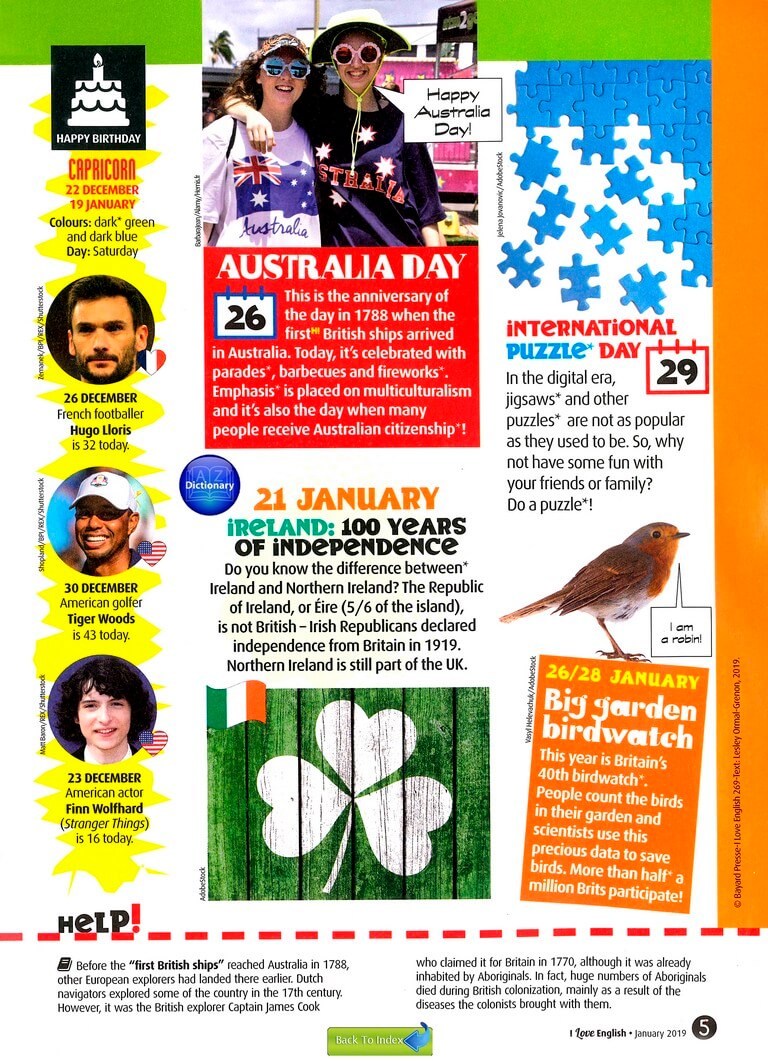 HAPPY BIRTHDAY
CAPRICORN
22 DECEMBER
19 JANUARY
Colours: dark* green
and dark blue
Day: Saturday
Zemanek/BPI/REX/Shutterstock
26 DECEMBER
French footballer
Hugo Lloris
is 32 today.
Shopland/BPI/REX/Shutterstock
30 DECEMBER
American golfer
Tiger Woods
is 43 today.
Matt Baron/REX/Shutterstock
23 DECEMBER
American actor
Finn Wolfhard
(Stranger Things)
is 16 today.
Happy
Australia
Day!
Australia
STHALIA
AUSTRALIA DAY
26
This is the anniversary of
the day in 1788 when the
firstH! British ships arrived
in Australia. Today, it's celebrated with
parades*, barbecues and fireworks*.
Emphasis* is placed on multiculturalism
and it's also the day when many
people receive Australian citizenship*!
A-Z
Dictionary
21 JANUARY
IRELAND: 100 YEARS
OF INDEPENDENCE
Do you know the difference between*
Ireland and Northern Ireland? The Republic
of Ireland, or Éire (5/6 of the island),
is not British – Irish Republicans declared
independence from Britain in 1919.
Northern Ireland is still part of the UK.
AdobeStock
Jelena Jovanovic/AdobeStock
INTERNATIONAL
PUZZLE* DAY
29
In the digital era,
jigsaws* and other
puzzles* are not as popular
as they used to be. So, why
not have some fun with
your friends or family?
Do a puzzle*!
I am
a robin!
Vasyl Helevachuk/AdobeStock
26/28 JANUARY
Big garden
birdwatch
This year is Britain's
40th birdwatch*.
People count the birds
in their garden and
scientists use this
precious data to save
birds. More than half* a
million Brits participate!
© Bayard Presse-I Love English 269-Text: Lesley Ormal-Grenon, 2019.
HELP!
Before the "first British ships" reached Australia in 1788,
other European explorers had landed there earlier. Dutch
navigators explored some of the country in the 17th century.
However, it was the British explorer Captain James Cook
who claimed it for Britain in 1770, although it was already
inhabited by Aboriginals. In fact, huge numbers of Aboriginals
died during British colonization, mainly as a result of the
diseases the colonists brought with them.
Back To Index
I Love English • January 2019 5